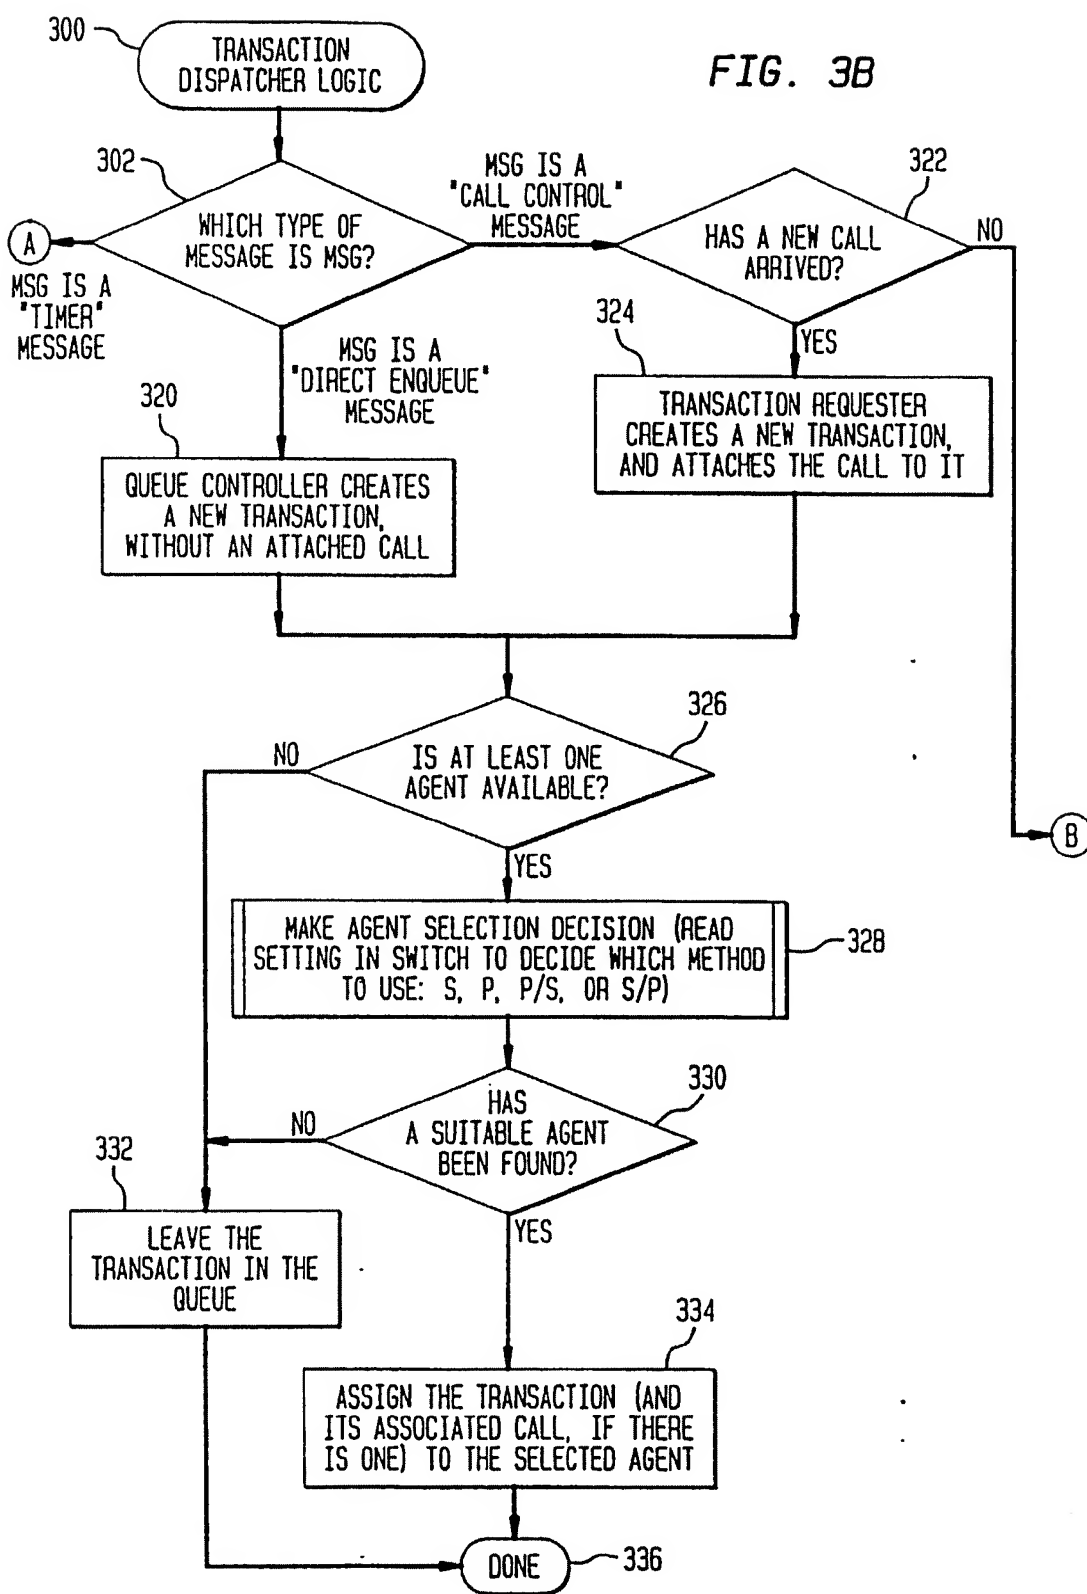 300
TRANSACTION
DISPATCHER LOGIC
FIG. 3B
302
WHICH TYPE OF
MESSAGE IS MSG?
A
MSG IS A
"TIMER"
MESSAGE
MSG IS A
"CALL CONTROL"
MESSAGE
322
HAS A NEW CALL
ARRIVED?
NO
YES
324
TRANSACTION REQUESTER
CREATES A NEW TRANSACTION,
AND ATTACHES THE CALL TO IT
MSG IS A
"DIRECT ENQUEUE"
MESSAGE
320
QUEUE CONTROLLER CREATES
A NEW TRANSACTION,
WITHOUT AN ATTACHED CALL
326
IS AT LEAST ONE
AGENT AVAILABLE?
NO
YES
B
MAKE AGENT SELECTION DECISION (READ
SETTING IN SWITCH TO DECIDE WHICH METHOD
TO USE: S, P, P/S, OR S/P)
328
330
HAS
A SUITABLE AGENT
BEEN FOUND?
NO
YES
332
LEAVE THE
TRANSACTION IN THE
QUEUE
334
ASSIGN THE TRANSACTION (AND
ITS ASSOCIATED CALL, IF THERE
IS ONE) TO THE SELECTED AGENT
DONE
336